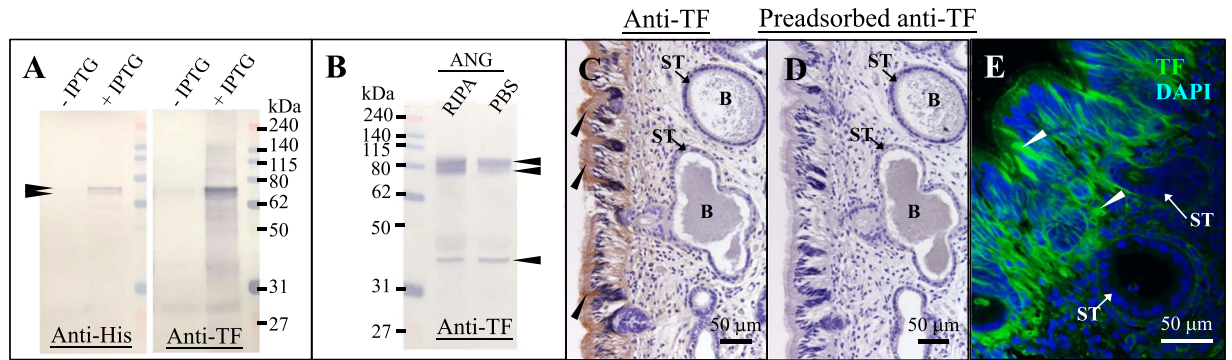 Anti-TF
Preadsorbed anti-TF
A
- IPTG
+ IPTG
- IPTG
+ IPTG
kDa
240
140
115
80
62
50
31
27
Anti-His
Anti-TF
B
ANG
kDa
RIPA
PBS
240
140
115
80
62
50
31
27
Anti-TF
C
ST
B
ST
B
50 µm
D
ST
B
ST
B
50 µm
E
TF
DAPI
ST
ST
50 µm